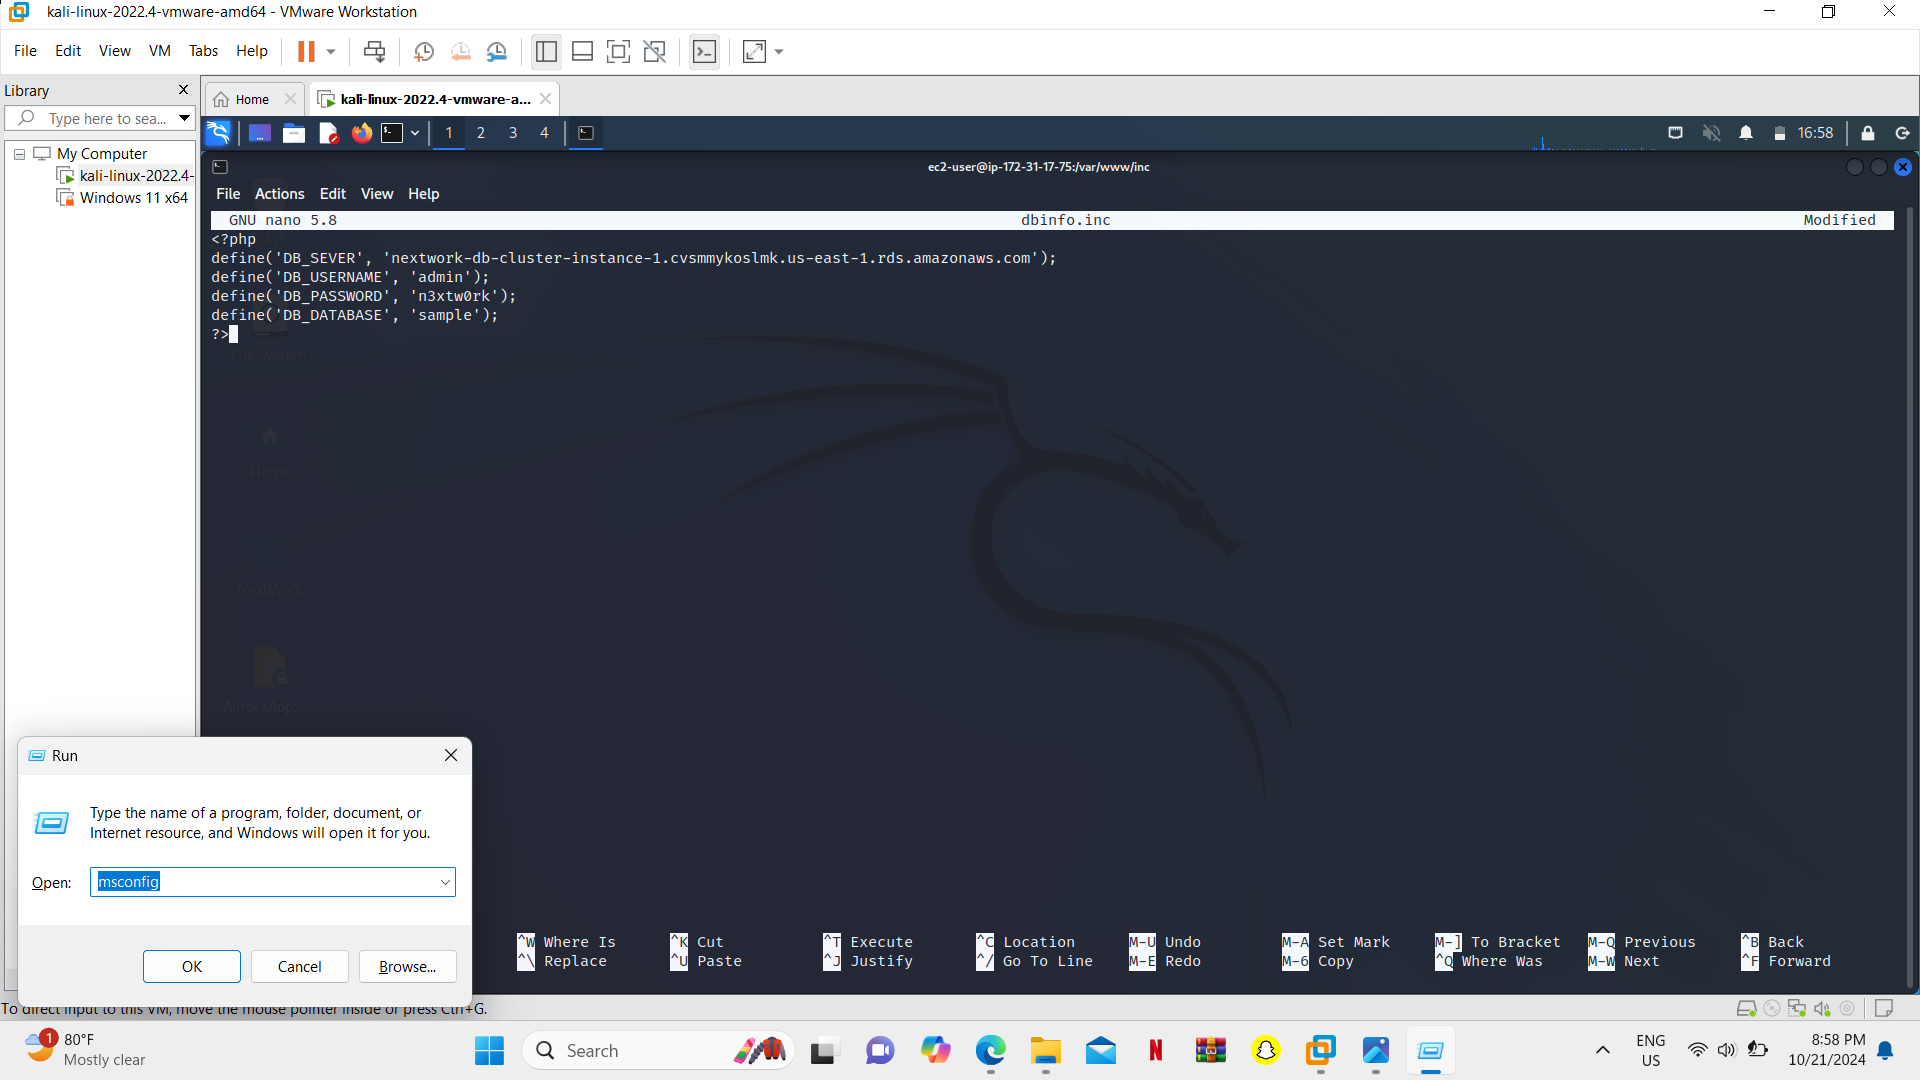 kali-linux-2022.4-vmware-amd64 - VMware Workstation
File Edit View VM Tabs Help
Library
Type here to sea...
My Computer
kali-linux-2022.4-
Windows 11 x64
Home
kali-linux-2022.4-vmware-a...
1 2 3 4
16:58
ec2-user@ip-172-31-17-75:/var/www/inc
File Actions Edit View Help
GNU nano 5.8 dbinfo.inc Modified
<?php
define('DB_SEVER', 'nextwork-db-cluster-instance-1.cvsmmykoslmk.us-east-1.rds.amazonaws.com');
define('DB_USERNAME', 'admin');
define('DB_PASSWORD', 'n3xtw0rk');
define('DB_DATABASE', 'sample');
?>
File System
Home
NextWork
AuroraApp....
^W Where Is ^K Cut ^T Execute ^C Location M-U Undo M-A Set Mark M-] To Bracket M-Q Previous ^B Back
^\ Replace ^U Paste ^J Justify ^/ Go To Line M-E Redo M-6 Copy ^Q Where Was M-W Next ^F Forward
Run
Type the name of a program, folder, document, or
Internet resource, and Windows will open it for you.
Open: msconfig
OK Cancel Browse...
To direct input to this VM, move the mouse pointer inside or press Ctrl+G.
1
80°F
Mostly clear
Search
N
ENG
US
8:58 PM
10/21/2024